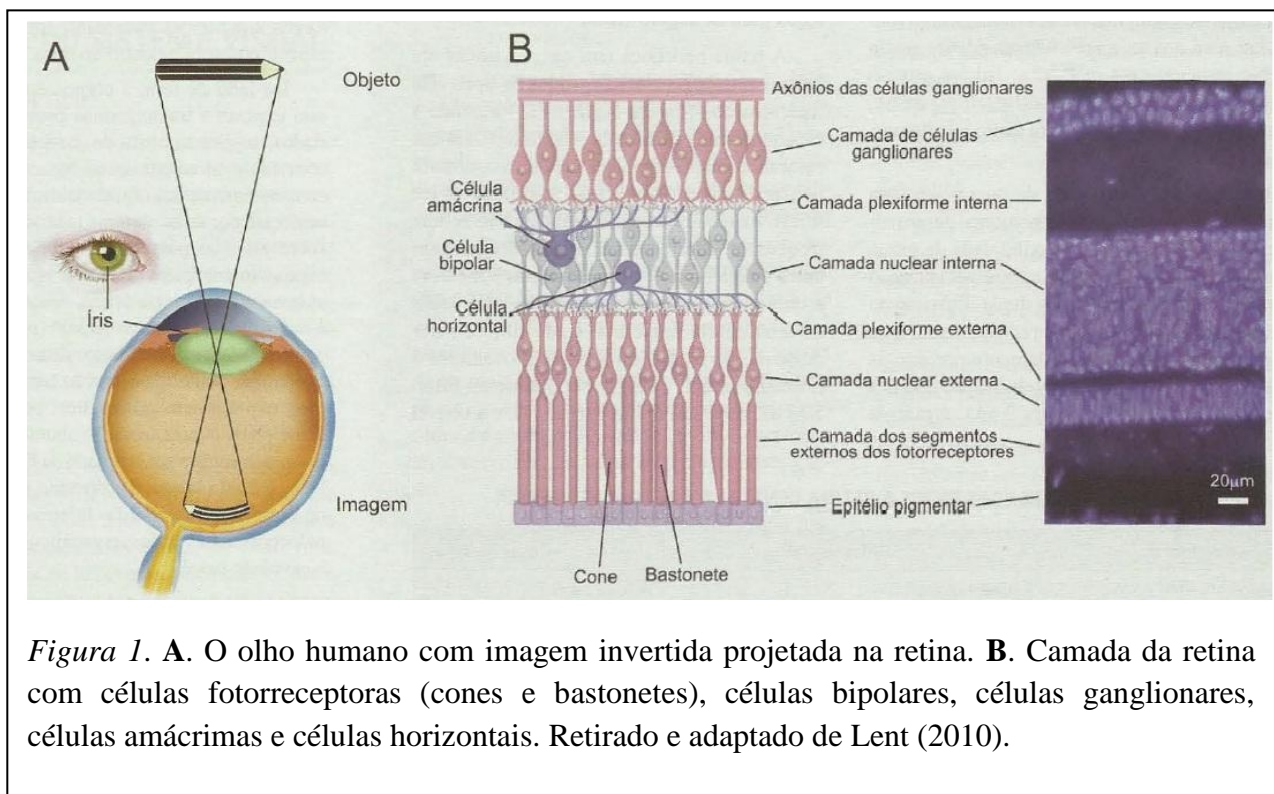 A
B
Objeto
Íris
Imagem
Célula
amácrina
Célula
bipolar
Célula
horizontal
Axônios das células ganglionares
Camada de células
ganglionares
Camada plexiforme interna
Camada nuclear interna
Camada plexiforme externa
Camada nuclear externa
Camada dos segmentos
externos dos fotorreceptores
Epitélio pigmentar
20µm
Cone
Bastonete
Figura 1. A. O olho humano com imagem invertida projetada na retina. B. Camada da retina
com células fotorreceptoras (cones e bastonetes), células bipolares, células ganglionares,
células amácrimas e células horizontais. Retirado e adaptado de Lent (2010).